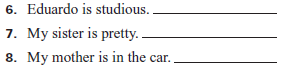 6. Eduardo is studious.
7. My sister is pretty.
8. My mother is in the car.